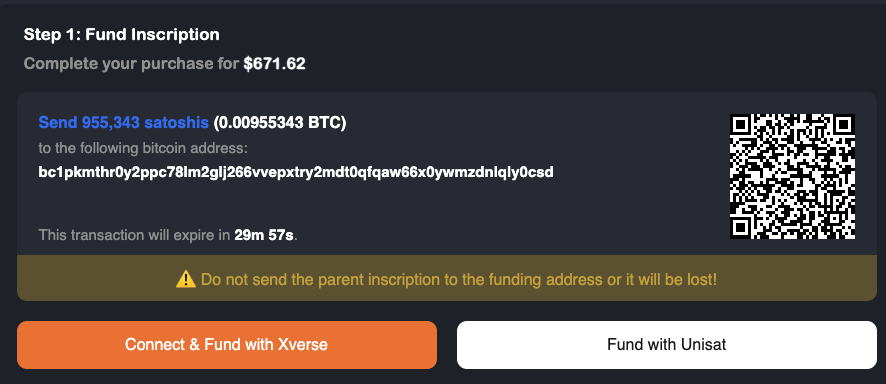 Step 1: Fund Inscription
Complete your purchase for $671.62
Send 955,343 satoshis (0.00955343 BTC)
to the following bitcoin address:
bc1pkmthr0y2ppc78lm2glj266vvepxtry2mdt0qfqaw66x0ywmzdnlqly0csd
This transaction will expire in 29m 57s.
⚠️ Do not send the parent inscription to the funding address or it will be lost!
Connect & Fund with Xverse
Fund with Unisat